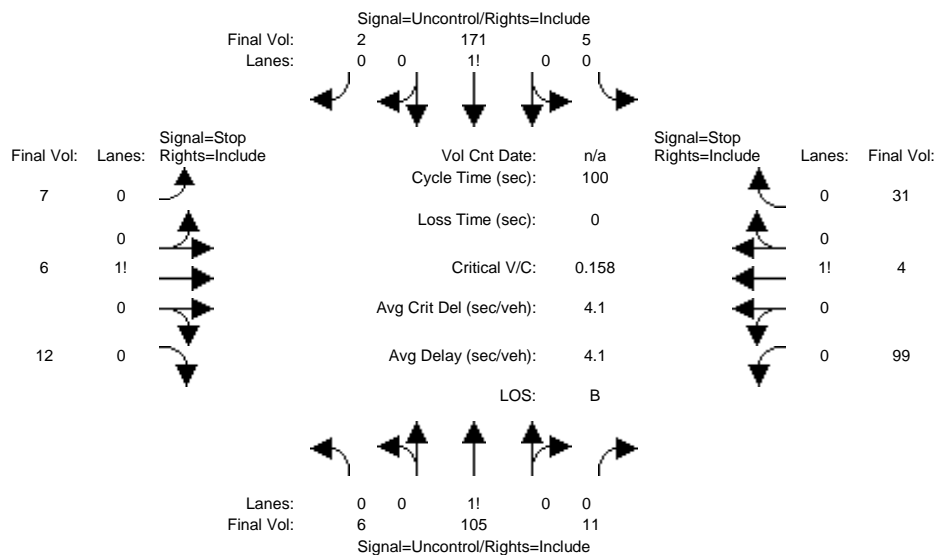 Signal=Uncontrol/Rights=Include
Final Vol: 2 171 5
Lanes: 0 0 1! 0 0
Signal=Stop
Final Vol: Lanes: Rights=Include
Vol Cnt Date: n/a
Signal=Stop
Rights=Include Lanes: Final Vol:
Cycle Time (sec): 100
7 0
0 31
Loss Time (sec): 0
0
0
6 1!
Critical V/C: 0.158
1! 4
0
Avg Crit Del (sec/veh): 4.1
0
12 0
Avg Delay (sec/veh): 4.1
0 99
LOS: B
Lanes: 0 0 1! 0 0
Final Vol: 6 105 11
Signal=Uncontrol/Rights=Include